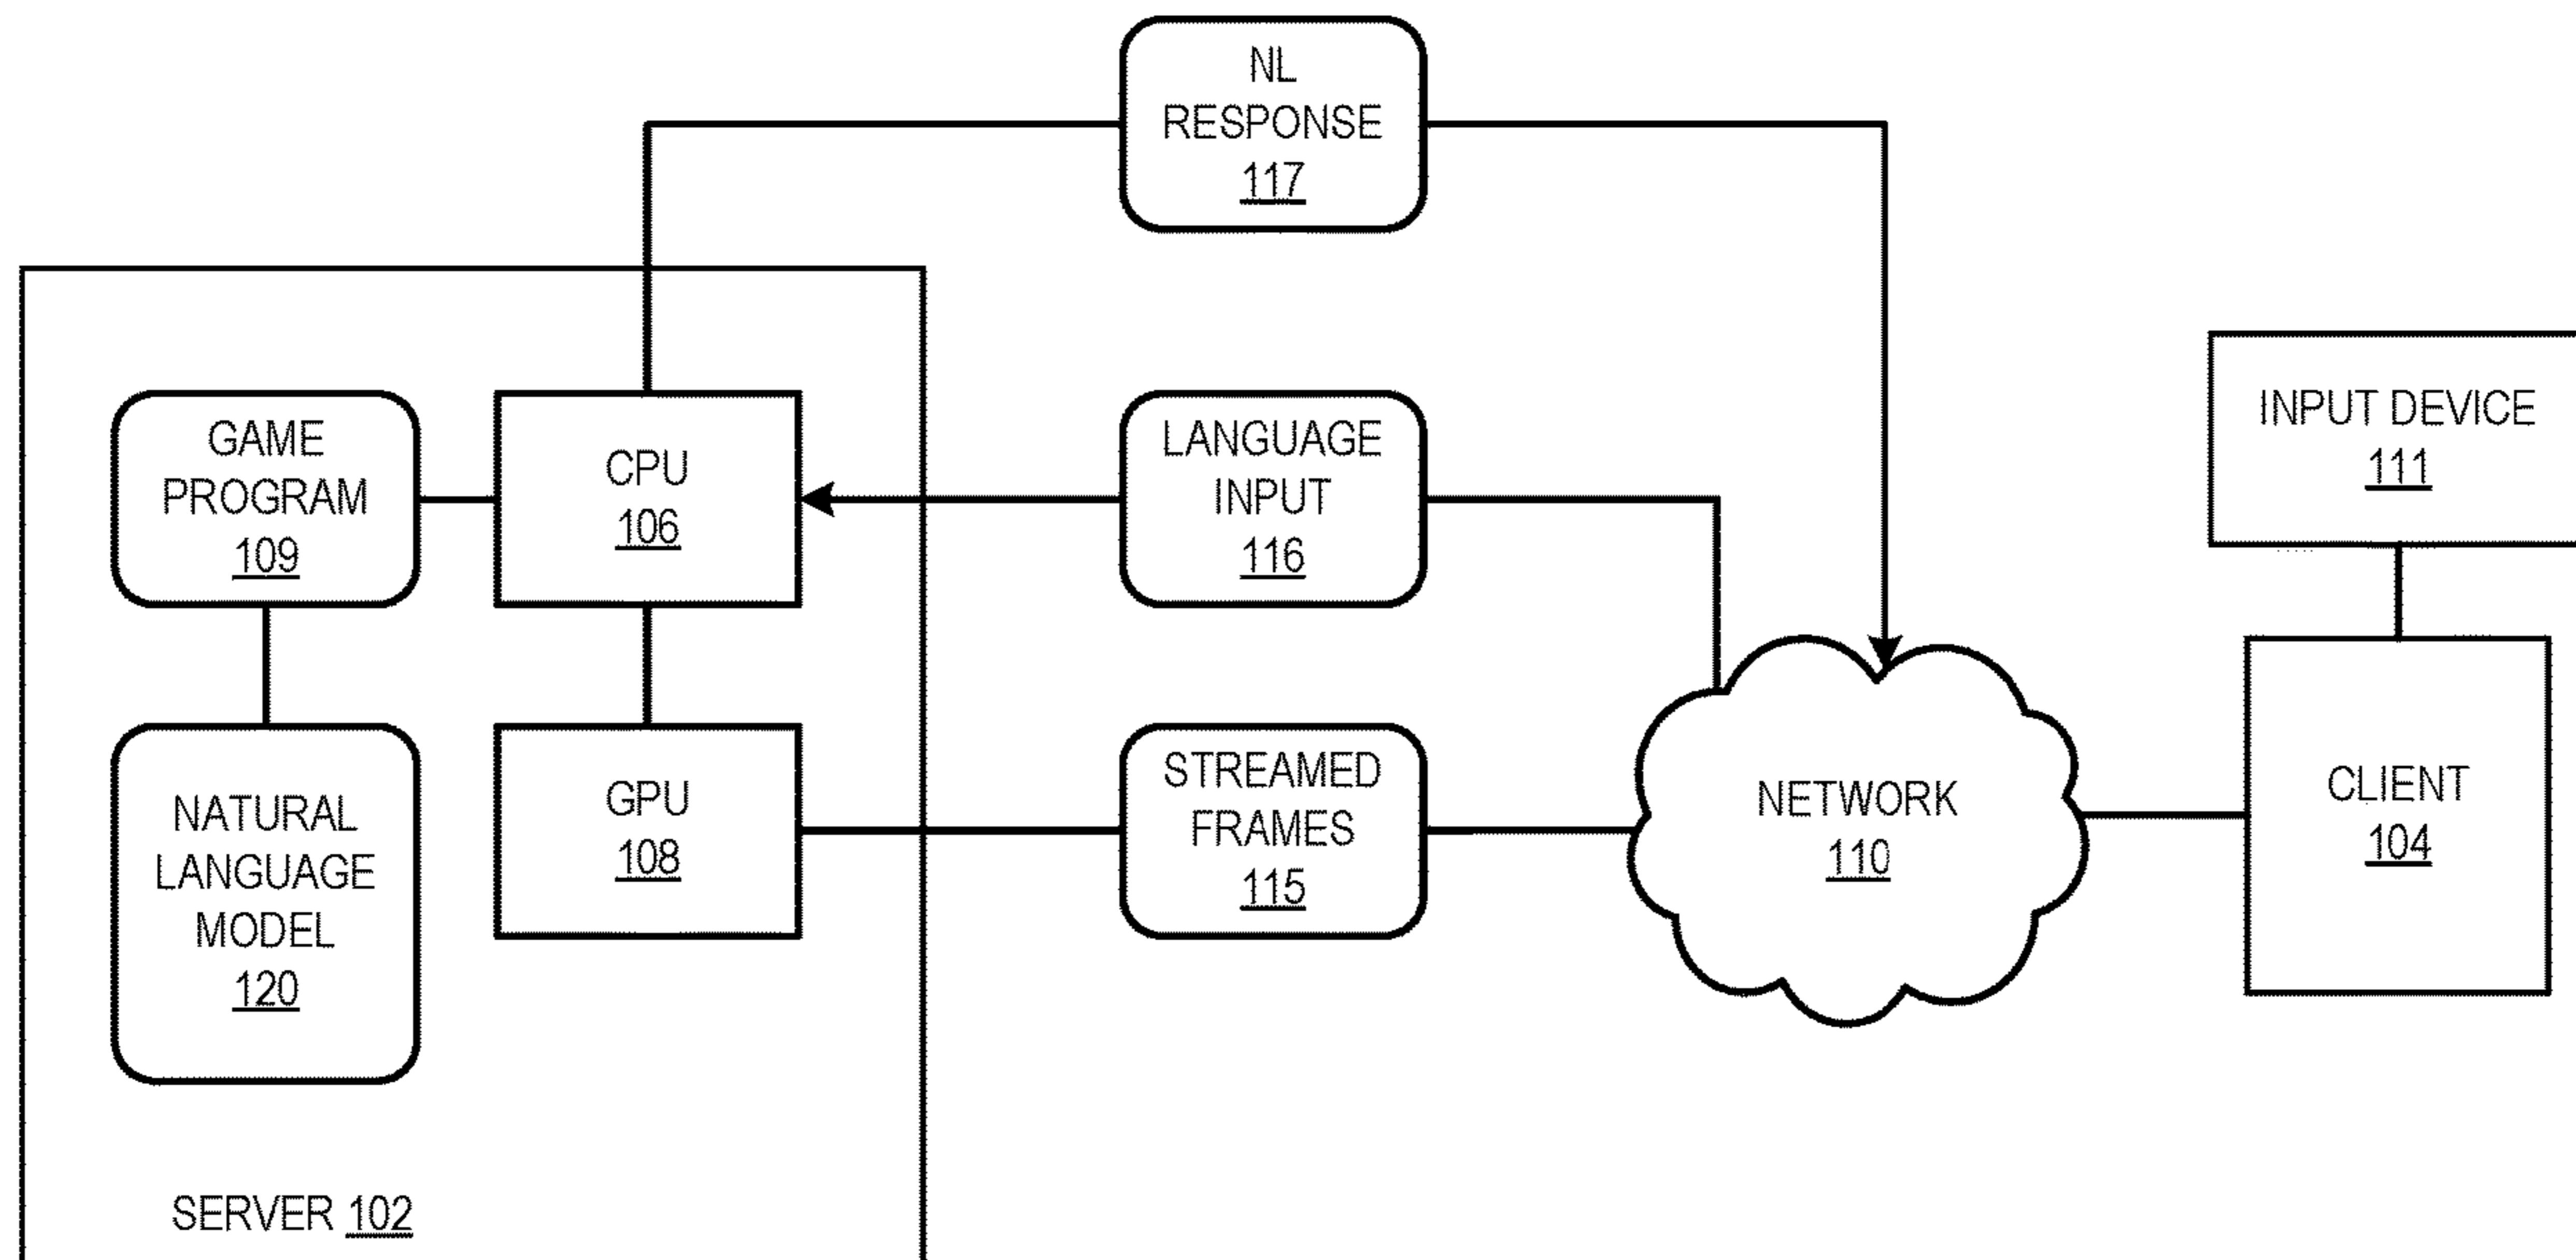 NL
RESPONSE
117
INPUT DEVICE
111
GAME
PROGRAM
109
CPU
106
LANGUAGE
INPUT
116
NATURAL
LANGUAGE
MODEL
120
GPU
108
STREAMED
FRAMES
115
NETWORK
110
CLIENT
104
SERVER 102